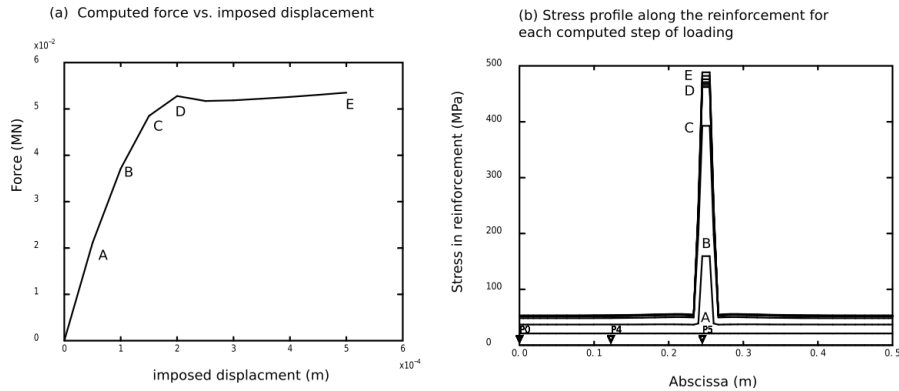 (a) Computed force vs. imposed displacement
x10⁻²
6
5
4
3
2
1
0
Force (MN)
A
B
C
D
E
0 1 2 3 4 5 6
x10⁻⁴
imposed displacment (m)
(b) Stress profile along the reinforcement for
each computed step of loading
500
400
300
200
100
0
Stress in reinforcement (MPa)
E
D
C
B
A
P0 P4 P5
0.0 0.1 0.2 0.3 0.4 0.5
Abscissa (m)